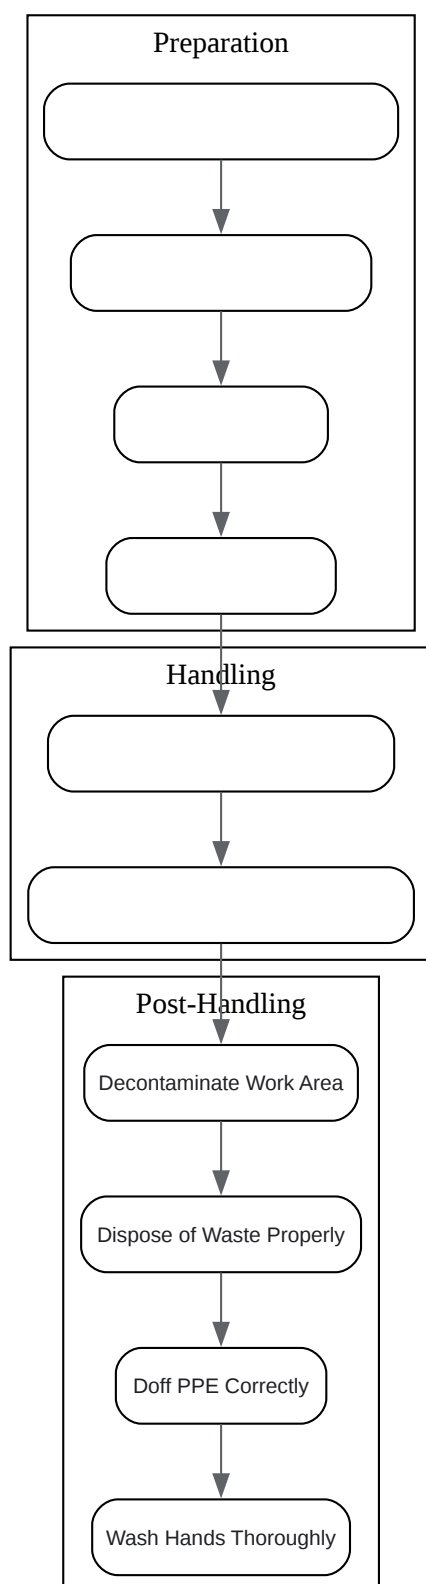 Preparation
Handling
Post-Handling
Decontaminate Work Area
Dispose of Waste Properly
Doff PPE Correctly
Wash Hands Thoroughly